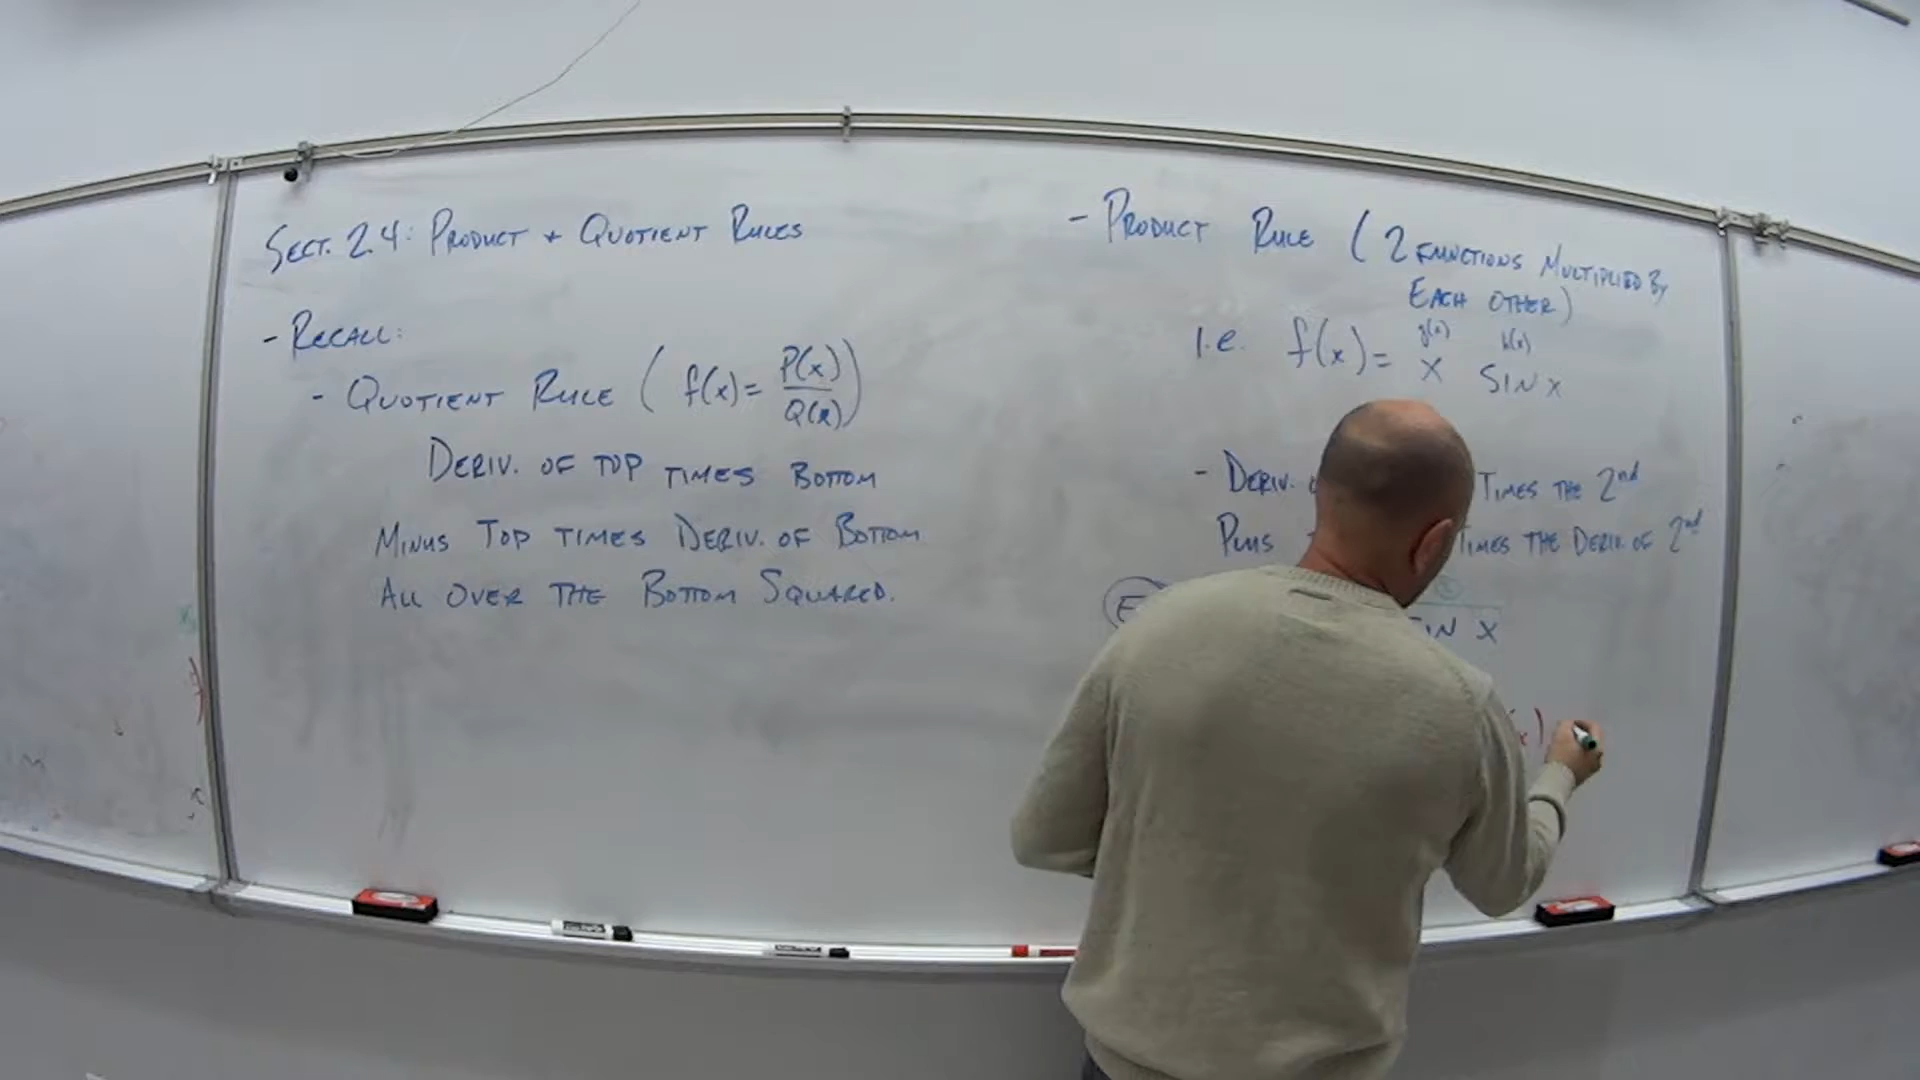 SECT. 2.4: PRODUCT + QUOTIENT RULES
- RECALL:
- QUOTIENT RULE ( f(x) = P(x)/Q(x) )
DERIV. OF TOP TIMES BOTTOM
MINUS TOP TIMES DERIV. OF BOTTOM
ALL OVER THE BOTTOM SQUARED.
- PRODUCT RULE ( 2 FUNCTIONS MULTIPLIED BY
EACH OTHER)
g(x) h(x)
I.e. f(x) = X SIN X
- DERIV. TIMES THE 2nd
PLUS TIMES THE DERIV. OF 2nd
X